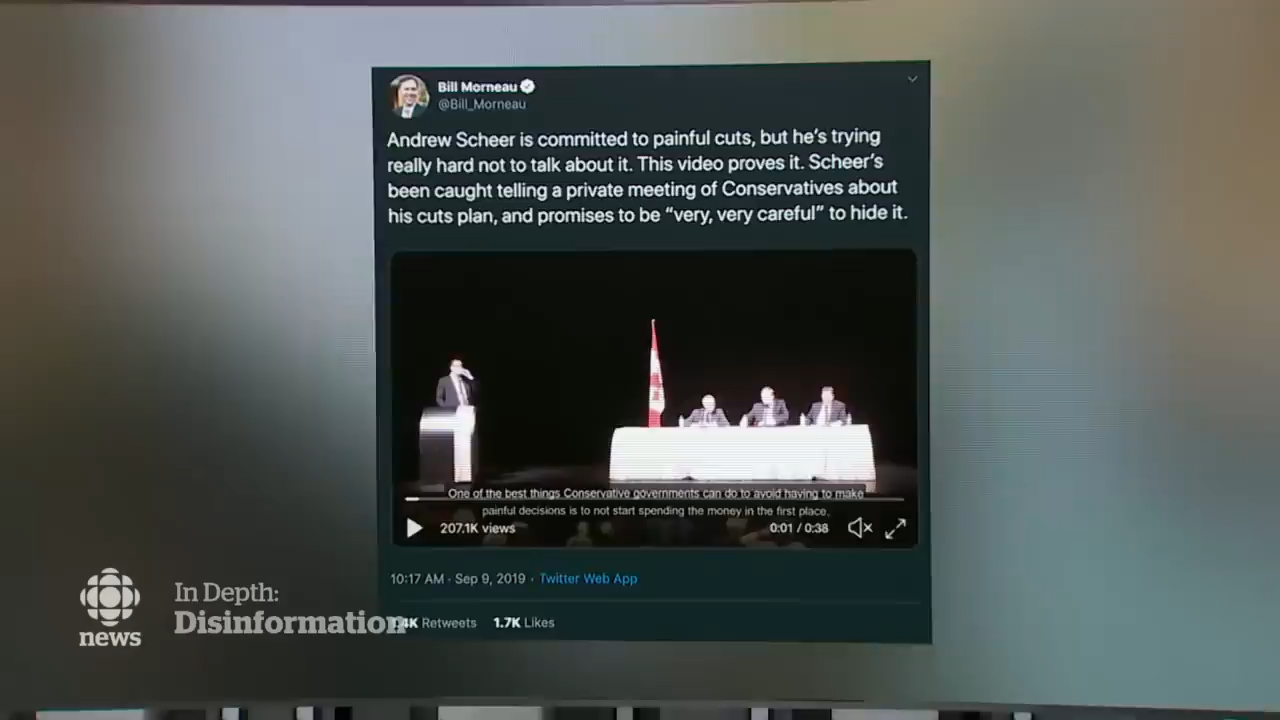 Bill Morneau
@Bill_Morneau
Andrew Scheer is committed to painful cuts, but he's trying
really hard not to talk about it. This video proves it. Scheer's
been caught telling a private meeting of Conservatives about
his cuts plan, and promises to be “very, very careful” to hide it.
One of the best things Conservative governments can do to avoid having to make
painful decisions is to not start spending the money in the first place.
207.1K views
0:01 / 0:38
10:17 AM · Sep 9, 2019 · Twitter Web App
Retweets 1.7K Likes
news
In Depth:
Disinformation